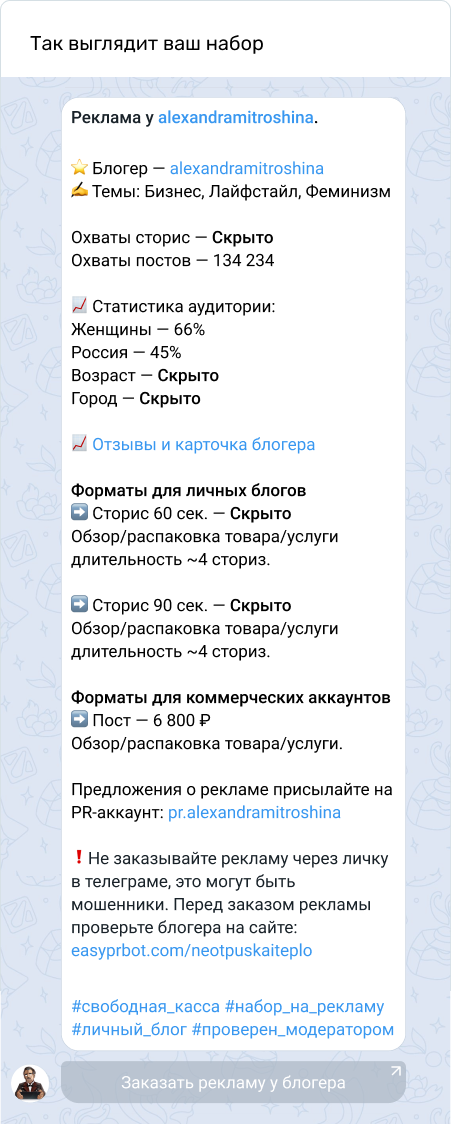 Так выглядит ваш набор
Реклама у alexandramitroshina.
⭐ Блогер — alexandramitroshina
✍ Темы: Бизнес, Лайфстайл, Феминизм
Охваты сторис — Скрыто
Охваты постов — 134 234
📈 Статистика аудитории:
Женщины — 66%
Россия — 45%
Возраст — Скрыто
Город — Скрыто
📈 Отзывы и карточка блогера
Форматы для личных блогов
➡ Сторис 60 сек. — Скрыто
Обзор/распаковка товара/услуги
длительность ~4 сториз.
➡ Сторис 90 сек. — Скрыто
Обзор/распаковка товара/услуги
длительность ~4 сториз.
Форматы для коммерческих аккаунтов
➡ Пост — 6 800 ₽
Обзор/распаковка товара/услуги.
Предложения о рекламе присылайте на
PR-аккаунт: pr.alexandramitroshina
❗ Не заказывайте рекламу через личку
в телеграме, это могут быть
мошенники. Перед заказом рекламы
проверьте блогера на сайте:
easyprbot.com/neotpuskaiteplo
#свободная_касса #набор_на_рекламу
#личный_блог #проверен_модератором
Заказать рекламу у блогера